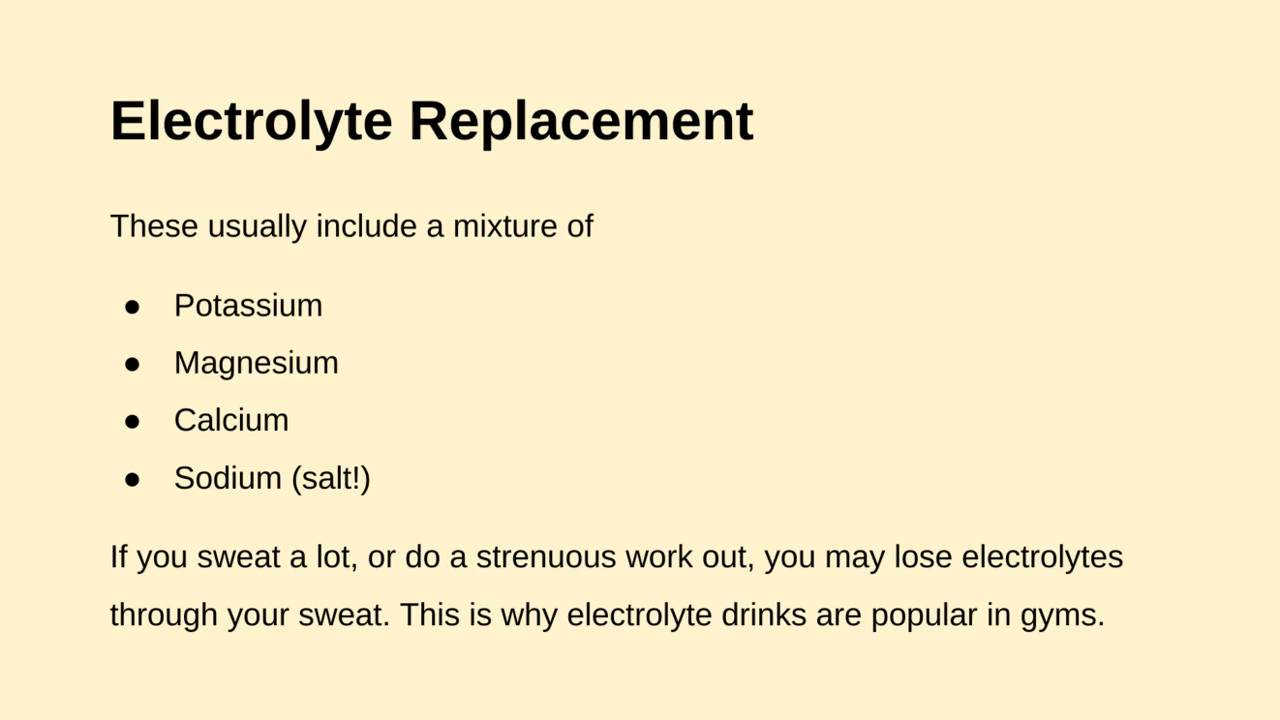 Electrolyte Replacement
These usually include a mixture of
● Potassium
● Magnesium
● Calcium
● Sodium (salt!)
If you sweat a lot, or do a strenuous work out, you may lose electrolytes
through your sweat. This is why electrolyte drinks are popular in gyms.